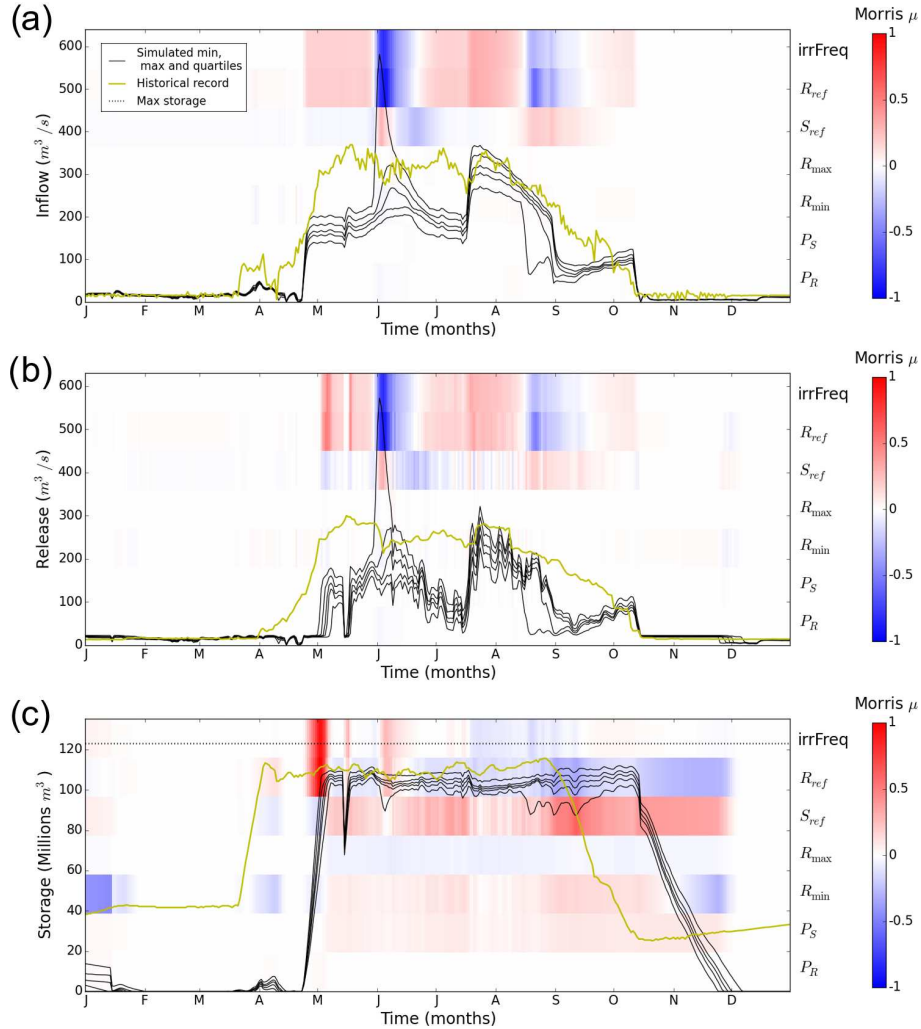 (a)
Morris μ
Simulated min,
max and quartiles
Historical record
Max storage
Inflow (m³/s)
600
500
400
300
200
100
0
J F M A M J J A S O N D
Time (months)
irrFreq
R_ref
S_ref
R_max
R_min
P_S
P_R
1
0.5
0
-0.5
-1
(b)
Morris μ
Release (m³/s)
600
500
400
300
200
100
0
J F M A M J J A S O N D
Time (months)
irrFreq
R_ref
S_ref
R_max
R_min
P_S
P_R
1
0.5
0
-0.5
-1
(c)
Morris μ
Storage (Millions m³)
120
100
80
60
40
20
0
J F M A M J J A S O N D
Time (months)
irrFreq
R_ref
S_ref
R_max
R_min
P_S
P_R
1
0.5
0
-0.5
-1